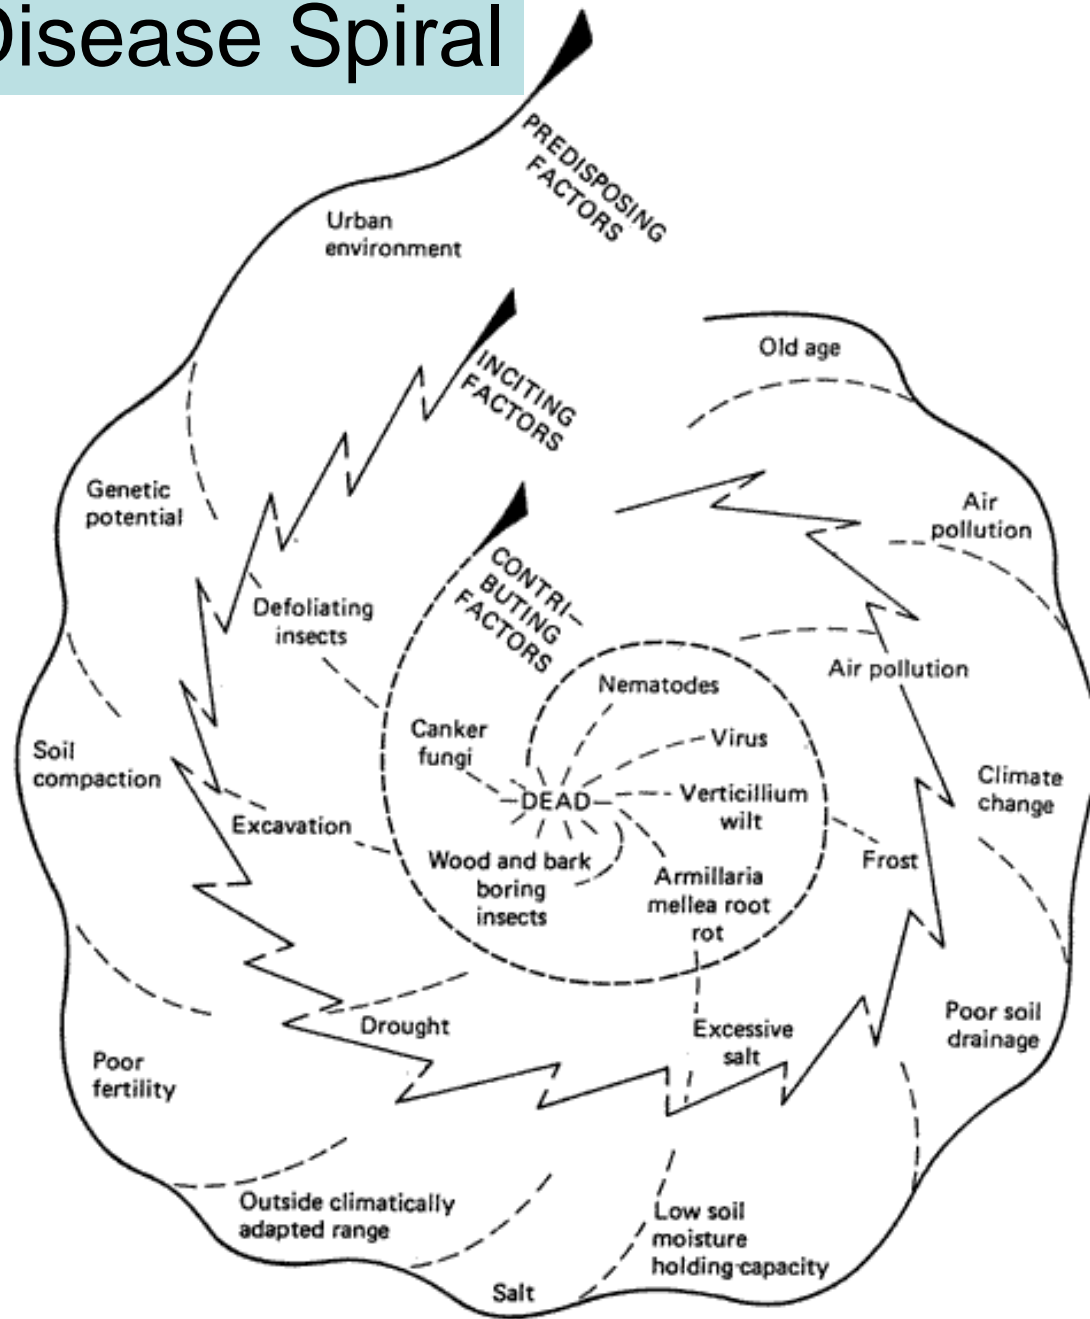 Disease Spiral
PREDISPOSING
FACTORS
Urban
environment
INCITING
FACTORS
Old age
Genetic
potential
Air
pollution
CONTRI-
BUTING
FACTORS
Defoliating
insects
Air pollution
Nematodes
Canker
fungi
Virus
Soil
compaction
Climate
change
DEAD
Verticillium
wilt
Excavation
Frost
Wood and bark
boring
insects
Armillaria
mellea root
rot
Drought
Excessive
salt
Poor soil
drainage
Poor
fertility
Outside climatically
adapted range
Low soil
moisture
holding-capacity
Salt